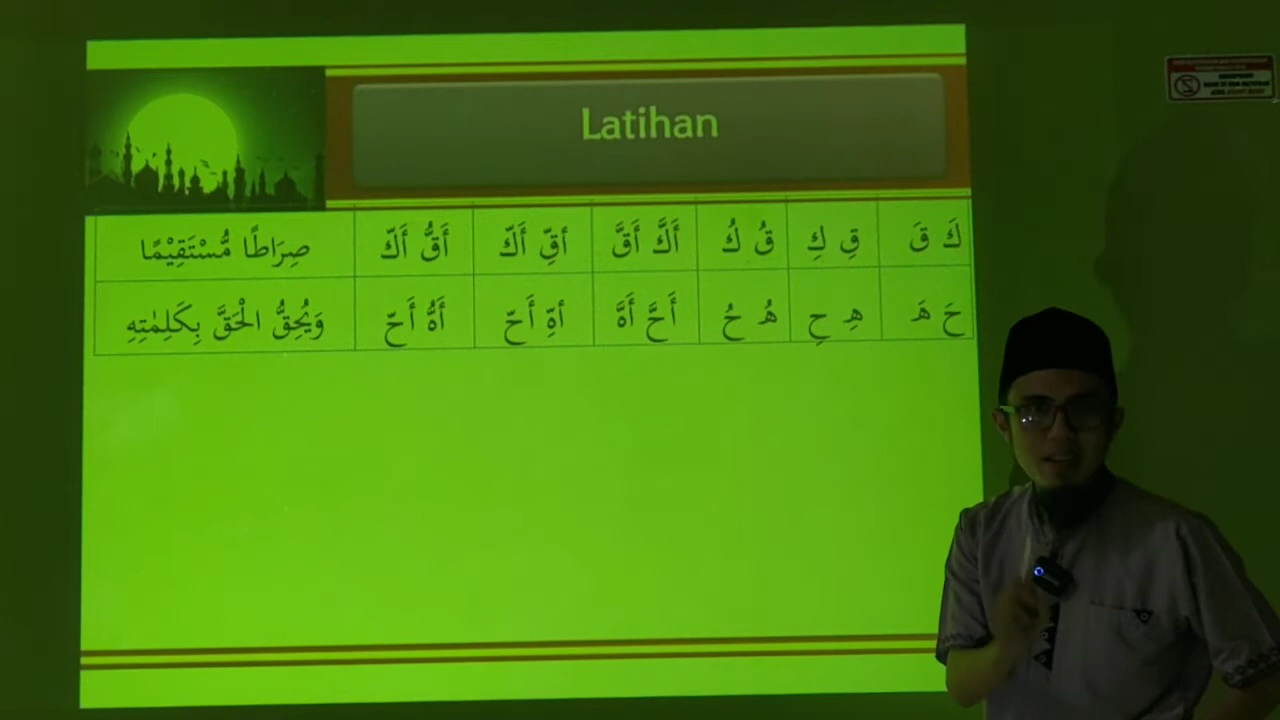 Latihan
كَ قَ قِ كِ قُ كُ أَكَّ أَقَّ أَقِّ أَكّ أَقُّ أَكّ صِرَاطًا مُّسْتَقِيْمًا
حَ هَ هِ حِ هُ حُ أَحَّ أَهَّ أَهِّ أَحّ أَهُّ أَحّ وَيُحِقُّ الْحَقَّ بِكَلِمٰتِهِ